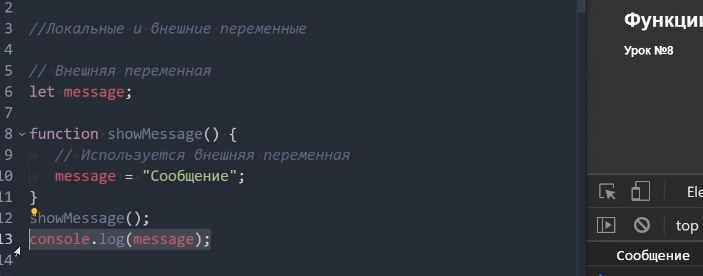 2
3 //Локальные и внешние переменные
4
5 // Внешняя переменная
6 let message;
7
8 function showMessage() {
9 // Используется внешняя переменная
10 message = "Сообщение";
11 }
12 showMessage();
13 console.log(message);
14
Функции
Урок №8
Ele
top
Сообщение